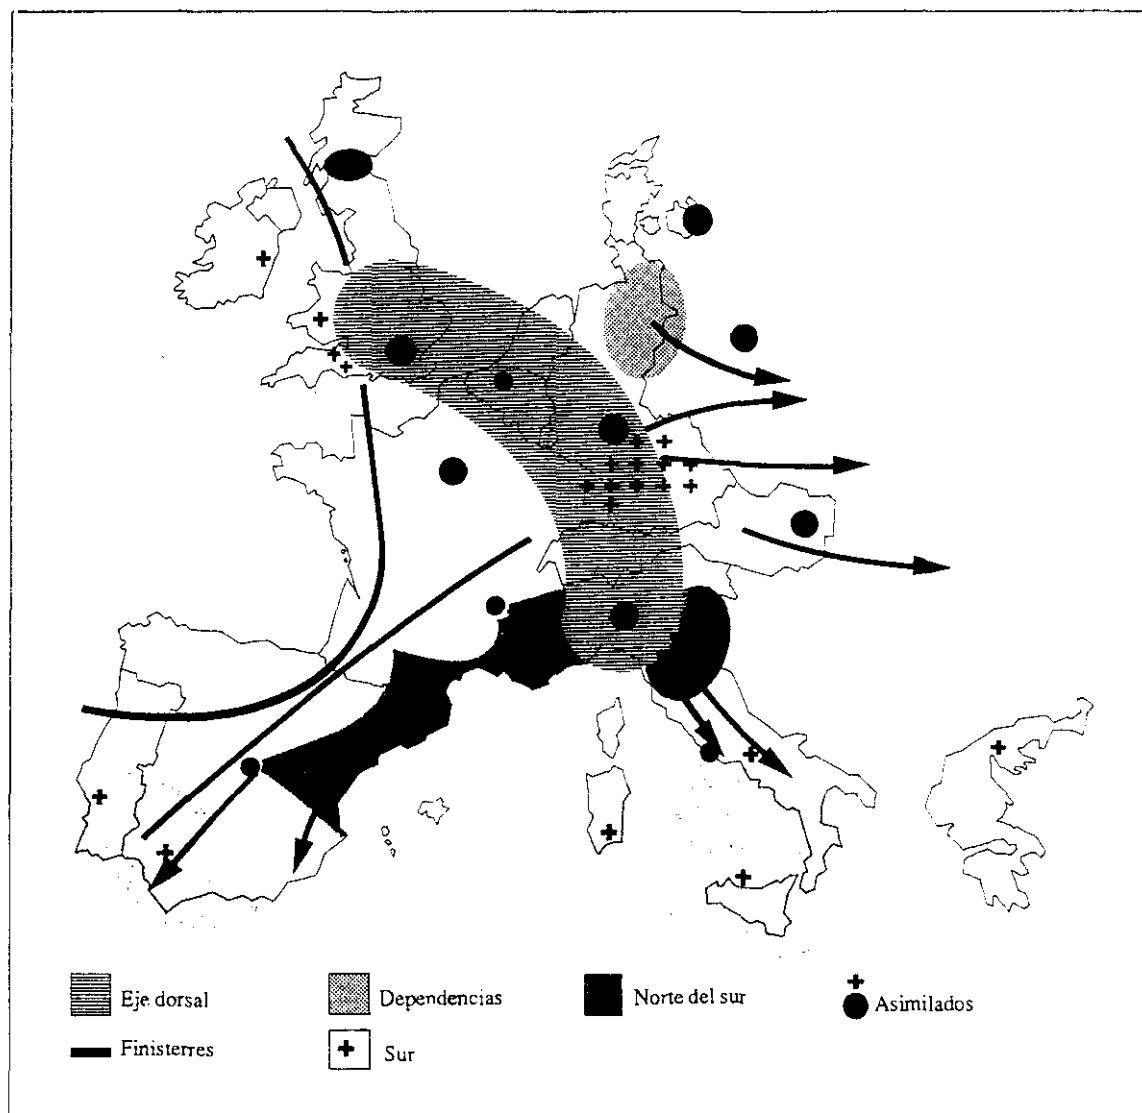 Eje dorsal
Dependencias
Norte del sur
Asimilados
Finisterres
Sur